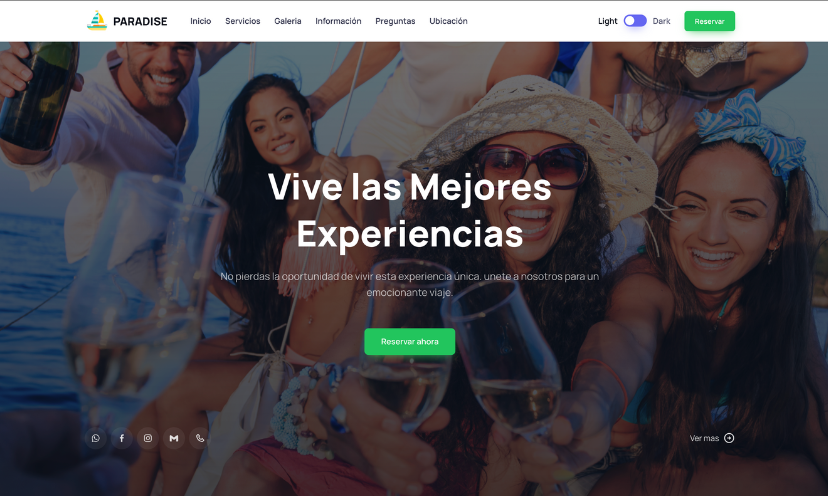 PARADISE
Inicio
Servicios
Galeria
Información
Preguntas
Ubicación
Light
Dark
Reservar
Vive las Mejores
Experiencias
No pierdas la oportunidad de vivir esta experiencia única. unete a nosotros para un
emocionante viaje.
Reservar ahora
Ver mas